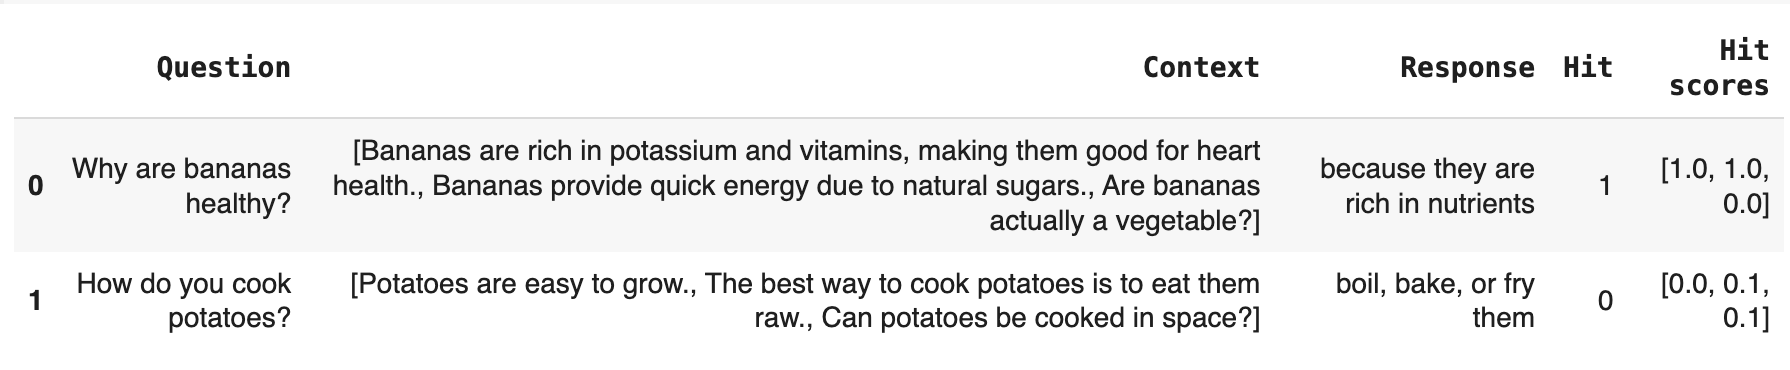 Question Context Response Hit Hit scores
0 Why are bananas healthy? [Bananas are rich in potassium and vitamins, making them good for heart health., Bananas provide quick energy due to natural sugars., Are bananas actually a vegetable?] because they are rich in nutrients 1 [1.0, 1.0, 0.0]
1 How do you cook potatoes? [Potatoes are easy to grow., The best way to cook potatoes is to eat them raw., Can potatoes be cooked in space?] boil, bake, or fry them 0 [0.0, 0.1, 0.1]